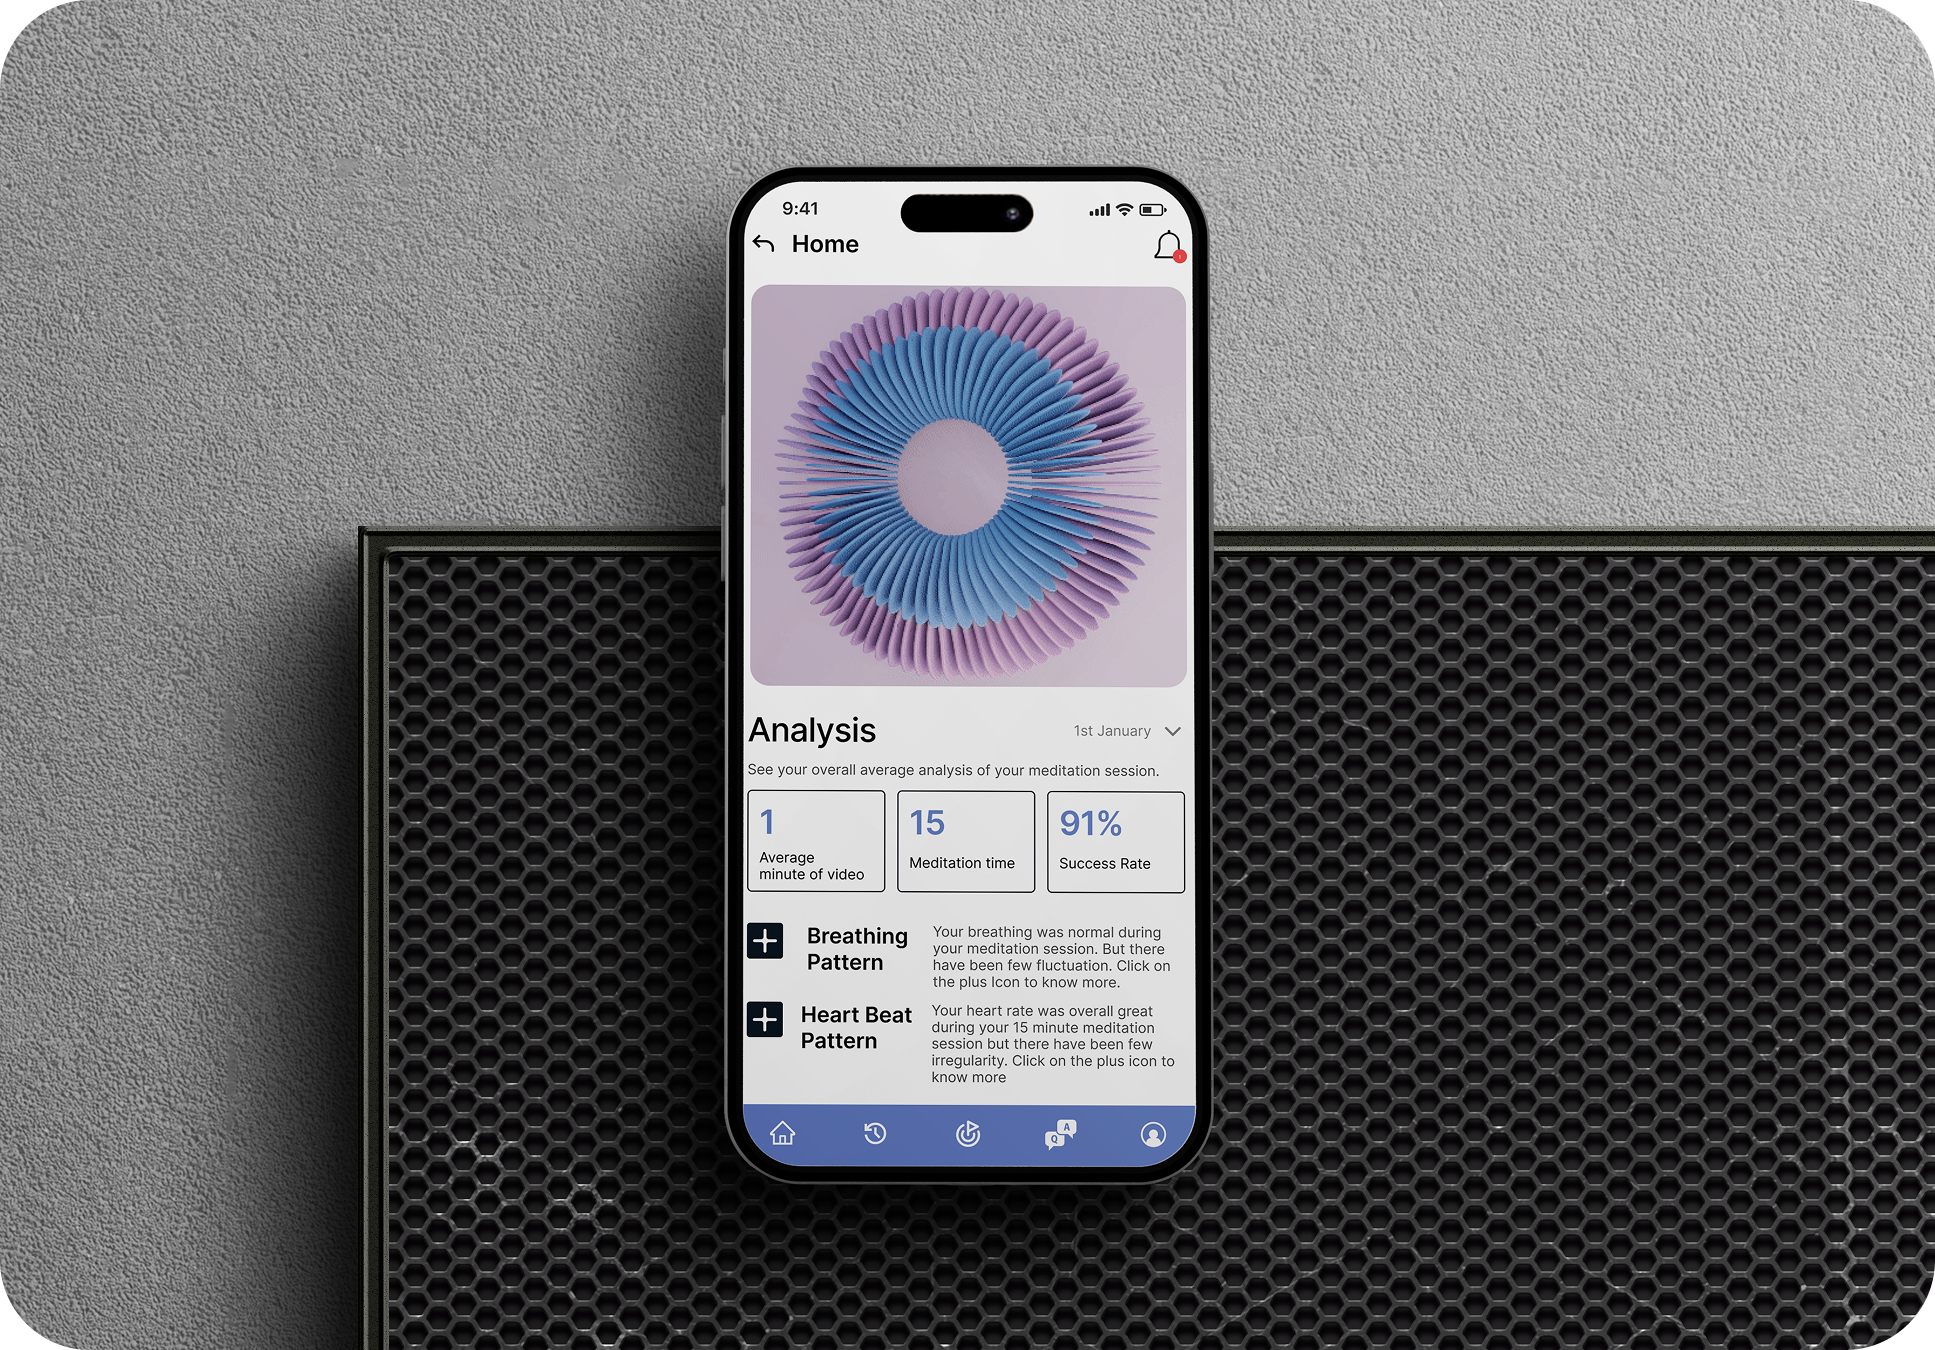 9:41
Home
Analysis
1st January
See your overall average analysis of your meditation session.
1
Average
minute of video
15
Meditation time
91%
Success Rate
Breathing
Pattern
Your breathing was normal during
your meditation session. But there
have been few fluctuation. Click on
the plus Icon to know more.
Heart Beat
Pattern
Your heart rate was overall great
during your 15 minute meditation
session but there have been few
irregularity. Click on the plus icon to
know more
Q
A